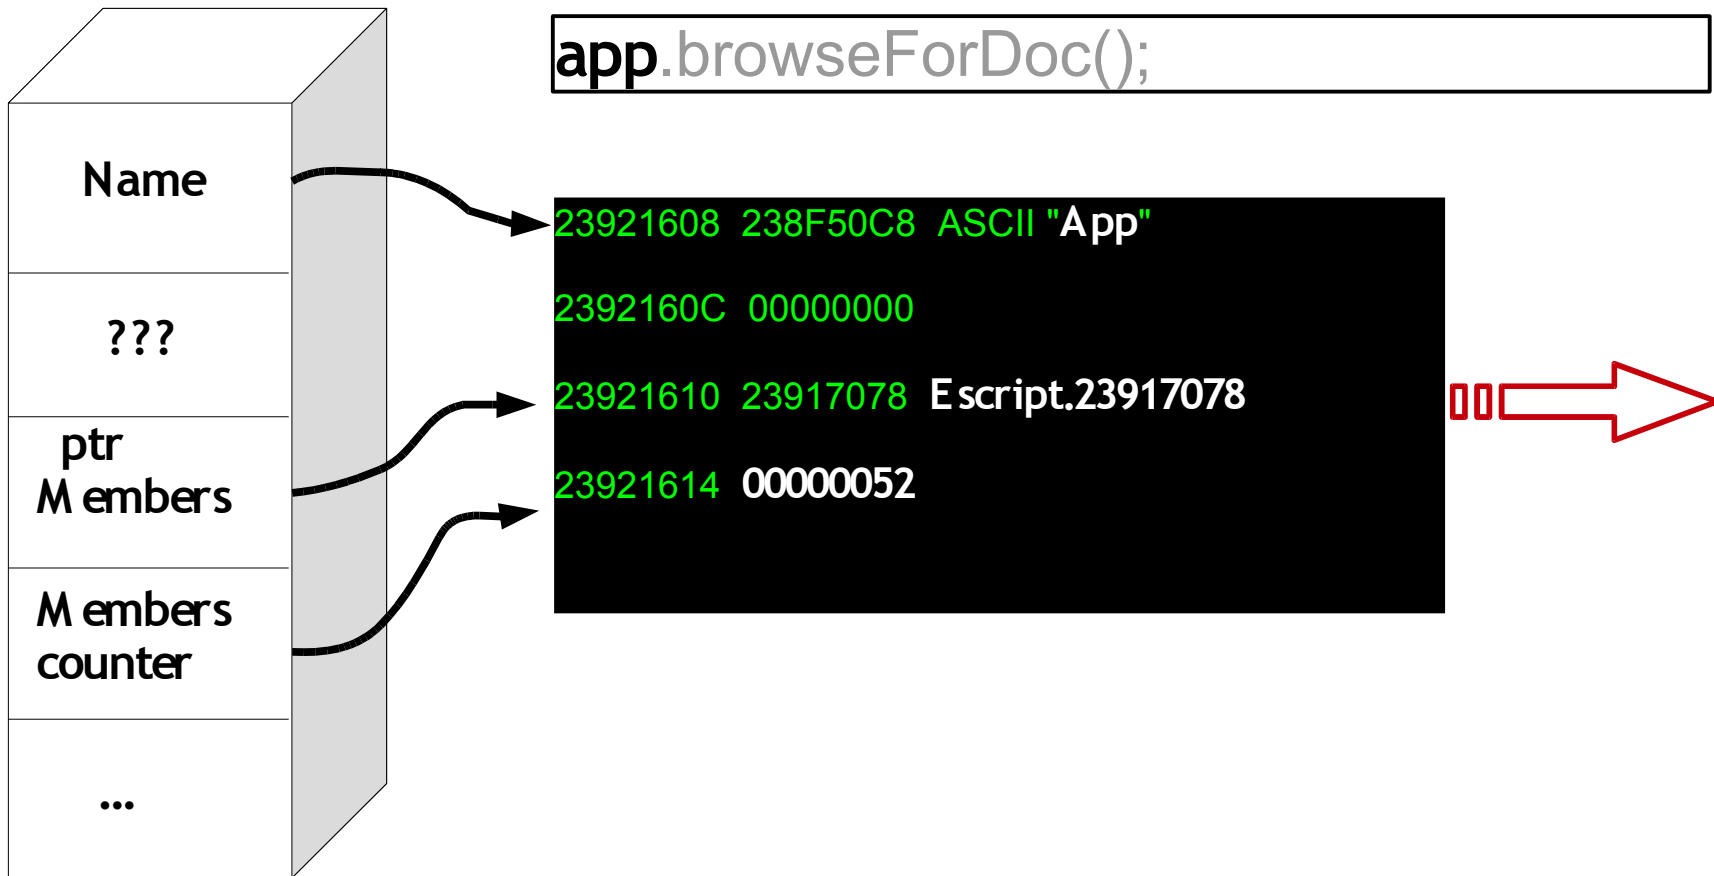 app.browseForDoc();
Name
???
ptr
Members
Members
counter
...
23921608 238F50C8 ASCII "App"
2392160C 00000000
23921610 23917078 Escript.23917078
23921614 00000052